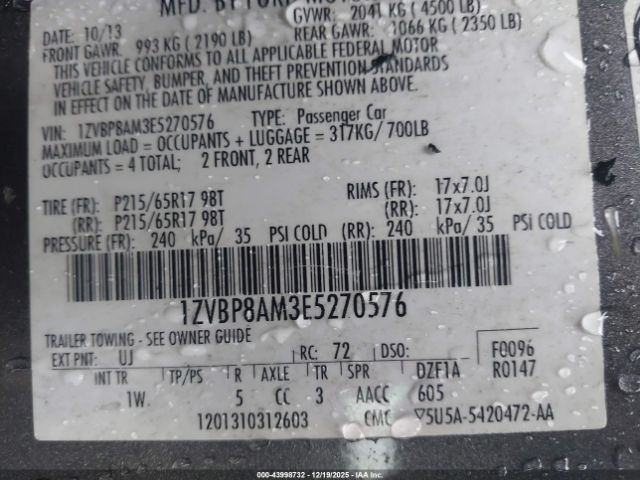 MFD. BY FORD MOTOR
GVWR: 2041 KG ( 4500 LB)
DATE: 10/13
FRONT GAWR: 993 KG ( 2190 LB) REAR GAWR: 1066 KG ( 2350 LB)
THIS VEHICLE CONFORMS TO ALL APPLICABLE FEDERAL MOTOR
VEHICLE SAFETY, BUMPER, AND THEFT PREVENTION STANDARDS
IN EFFECT ON THE DATE OF MANUFACTURE SHOWN ABOVE.
VIN: 1ZVBP8AM3E5270576 TYPE: Passenger Car
MAXIMUM LOAD = OCCUPANTS + LUGGAGE = 317KG/ 700LB
OCCUPANTS = 4 TOTAL; 2 FRONT, 2 REAR
TIRE (FR): P215/65R17 98T RIMS (FR): 17x7.0J
(RR): P215/65R17 98T (RR): 17x7.0J
PRESSURE (FR): 240 kPa/ 35 PSI COLD (RR): 240 kPa/ 35 PSI COLD
1ZVBP8AM3E5270576
TRAILER TOWING - SEE OWNER GUIDE
EXT PNT: UJ RC: 72 DSO: F0096
INT TR TP/PS R AXLE TR SPR DZF1A R0147
1W. 5 CC 3 AACC 605
1201310312603 CMC 5U5A-5420472-AA
000-43998732 - 12/19/2025 - IAAI.com